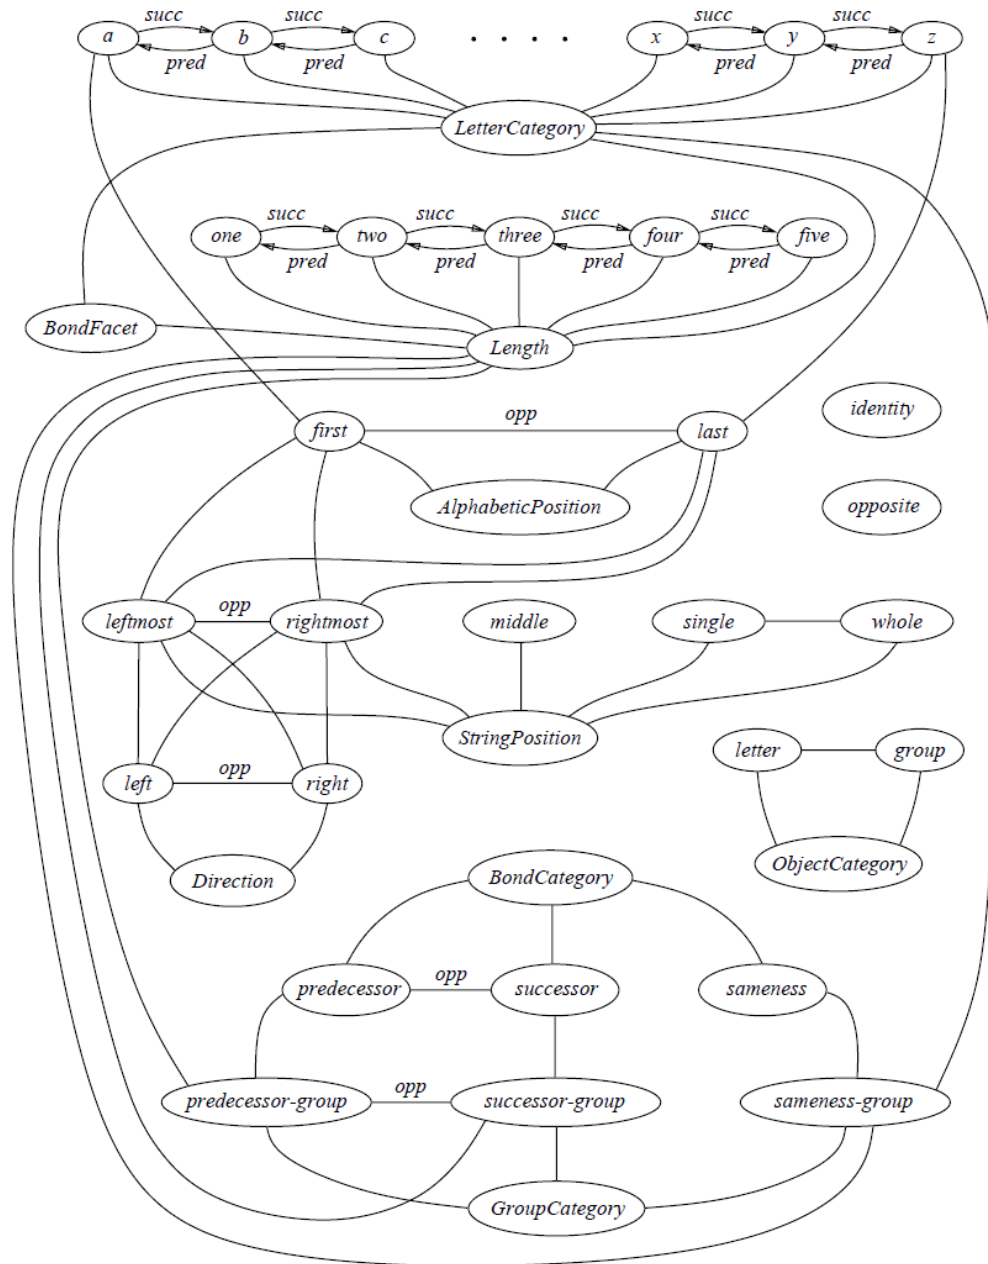 succ succ succ succ
a b c . . . . x y z
pred pred pred pred
LetterCategory
succ succ succ succ
one two three four five
pred pred pred pred
BondFacet
Length
identity
opp
first last
AlphabeticPosition opposite
opp
leftmost rightmost middle single whole
StringPosition
letter group
opp
left right
ObjectCategory
Direction BondCategory
opp
predecessor successor sameness
opp
predecessor-group successor-group sameness-group
GroupCategory